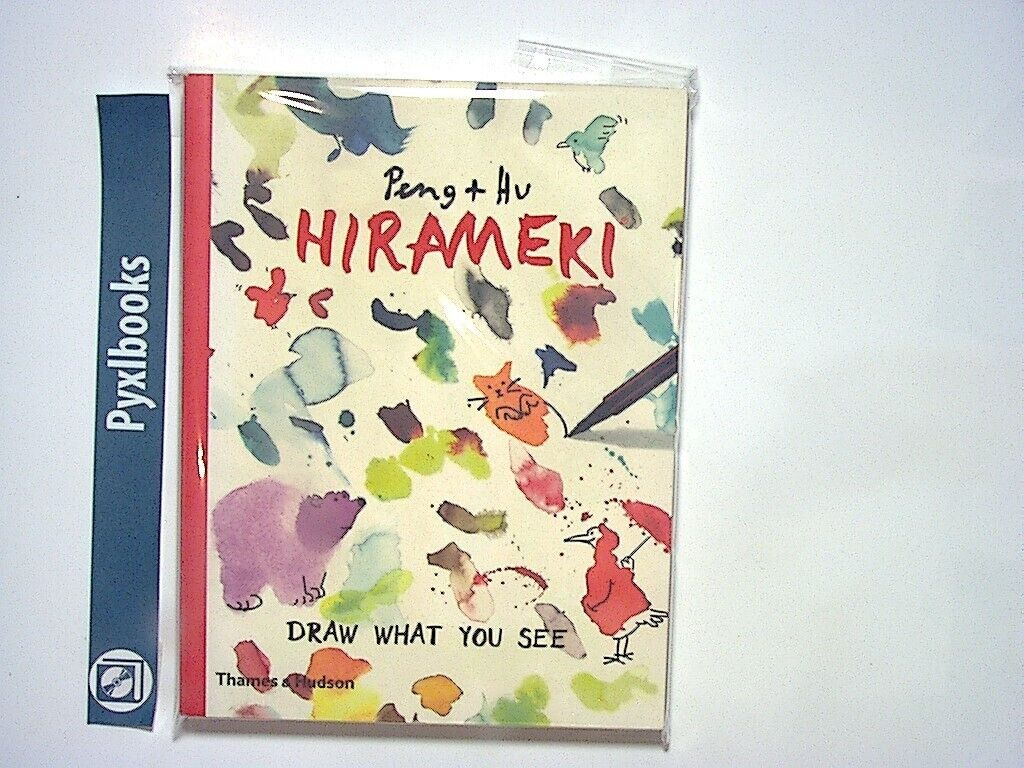 Pyxlbooks
Peng + Hu
HIRAMEKI
DRAW WHAT YOU SEE
Thames & Hudson